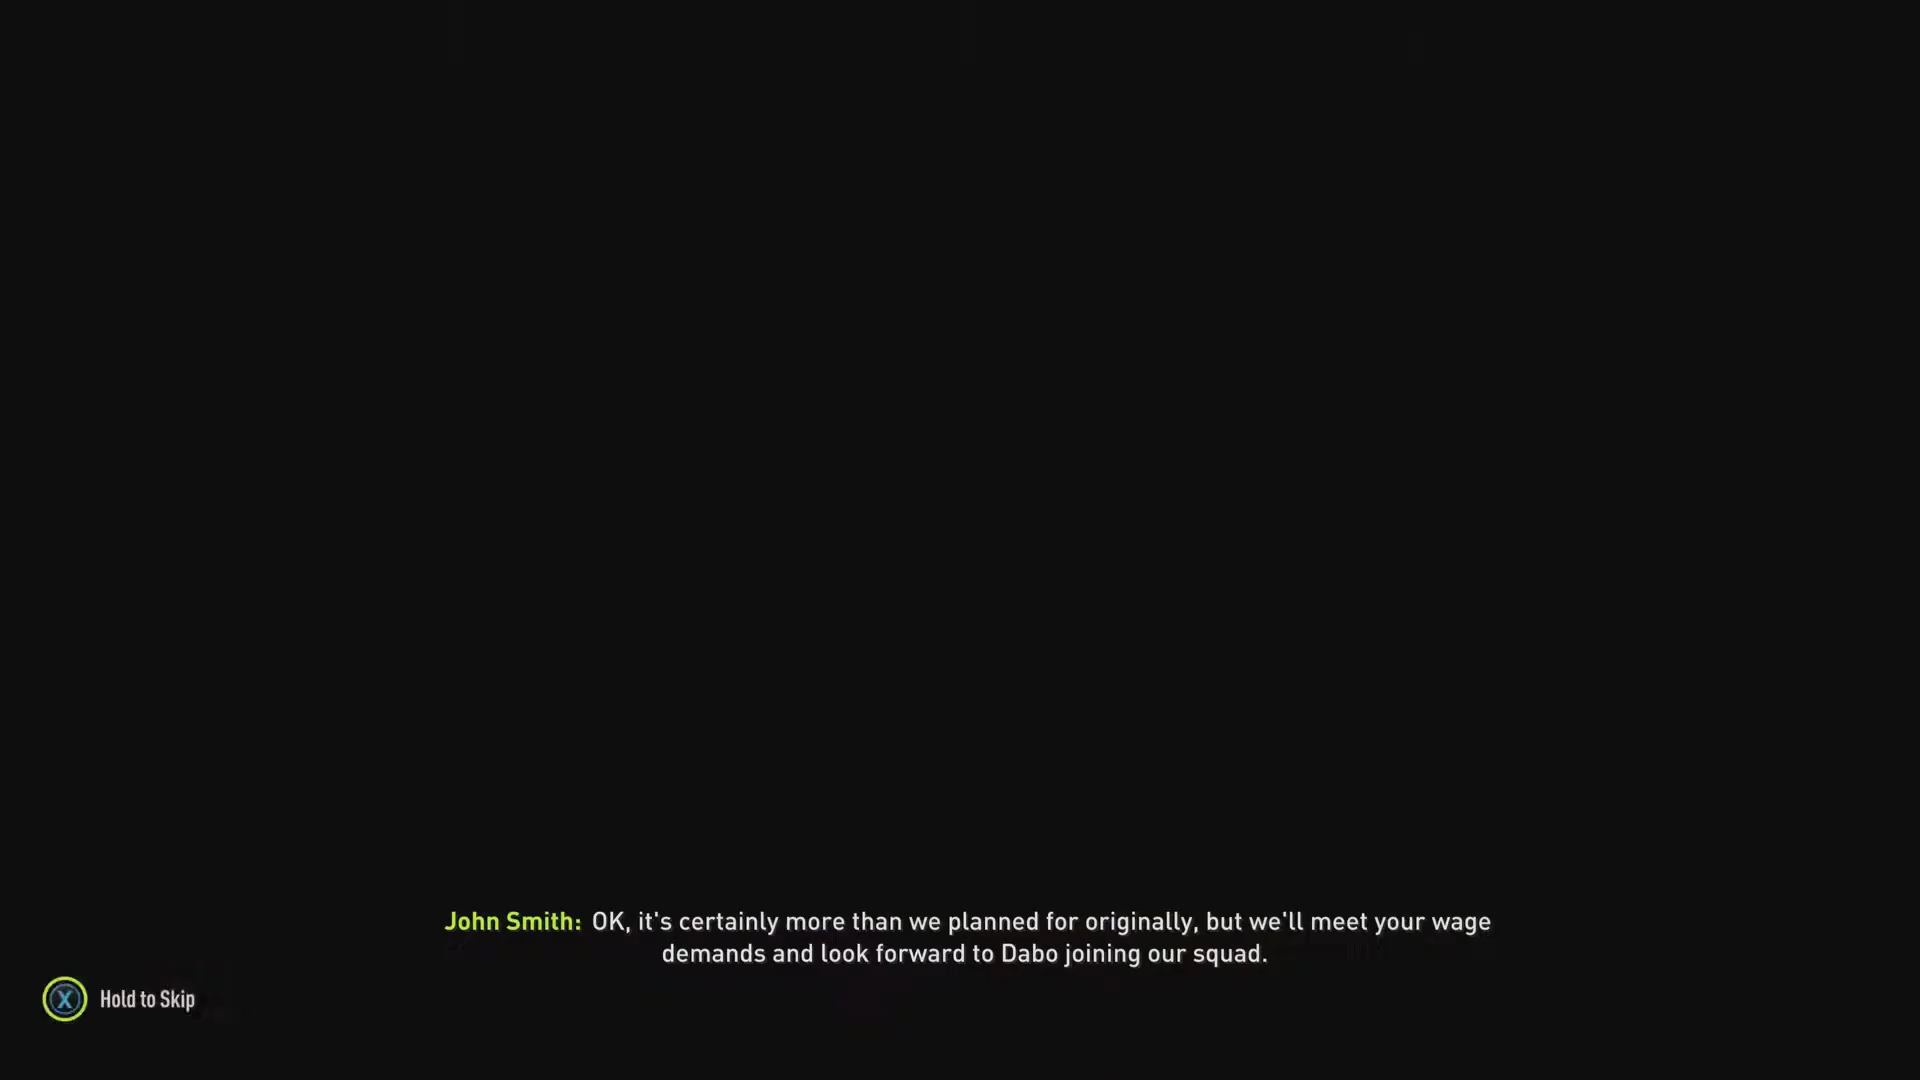 John Smith: OK, it's certainly more than we planned for originally, but we'll meet your wage
demands and look forward to Dabo joining our squad.
X Hold to Skip